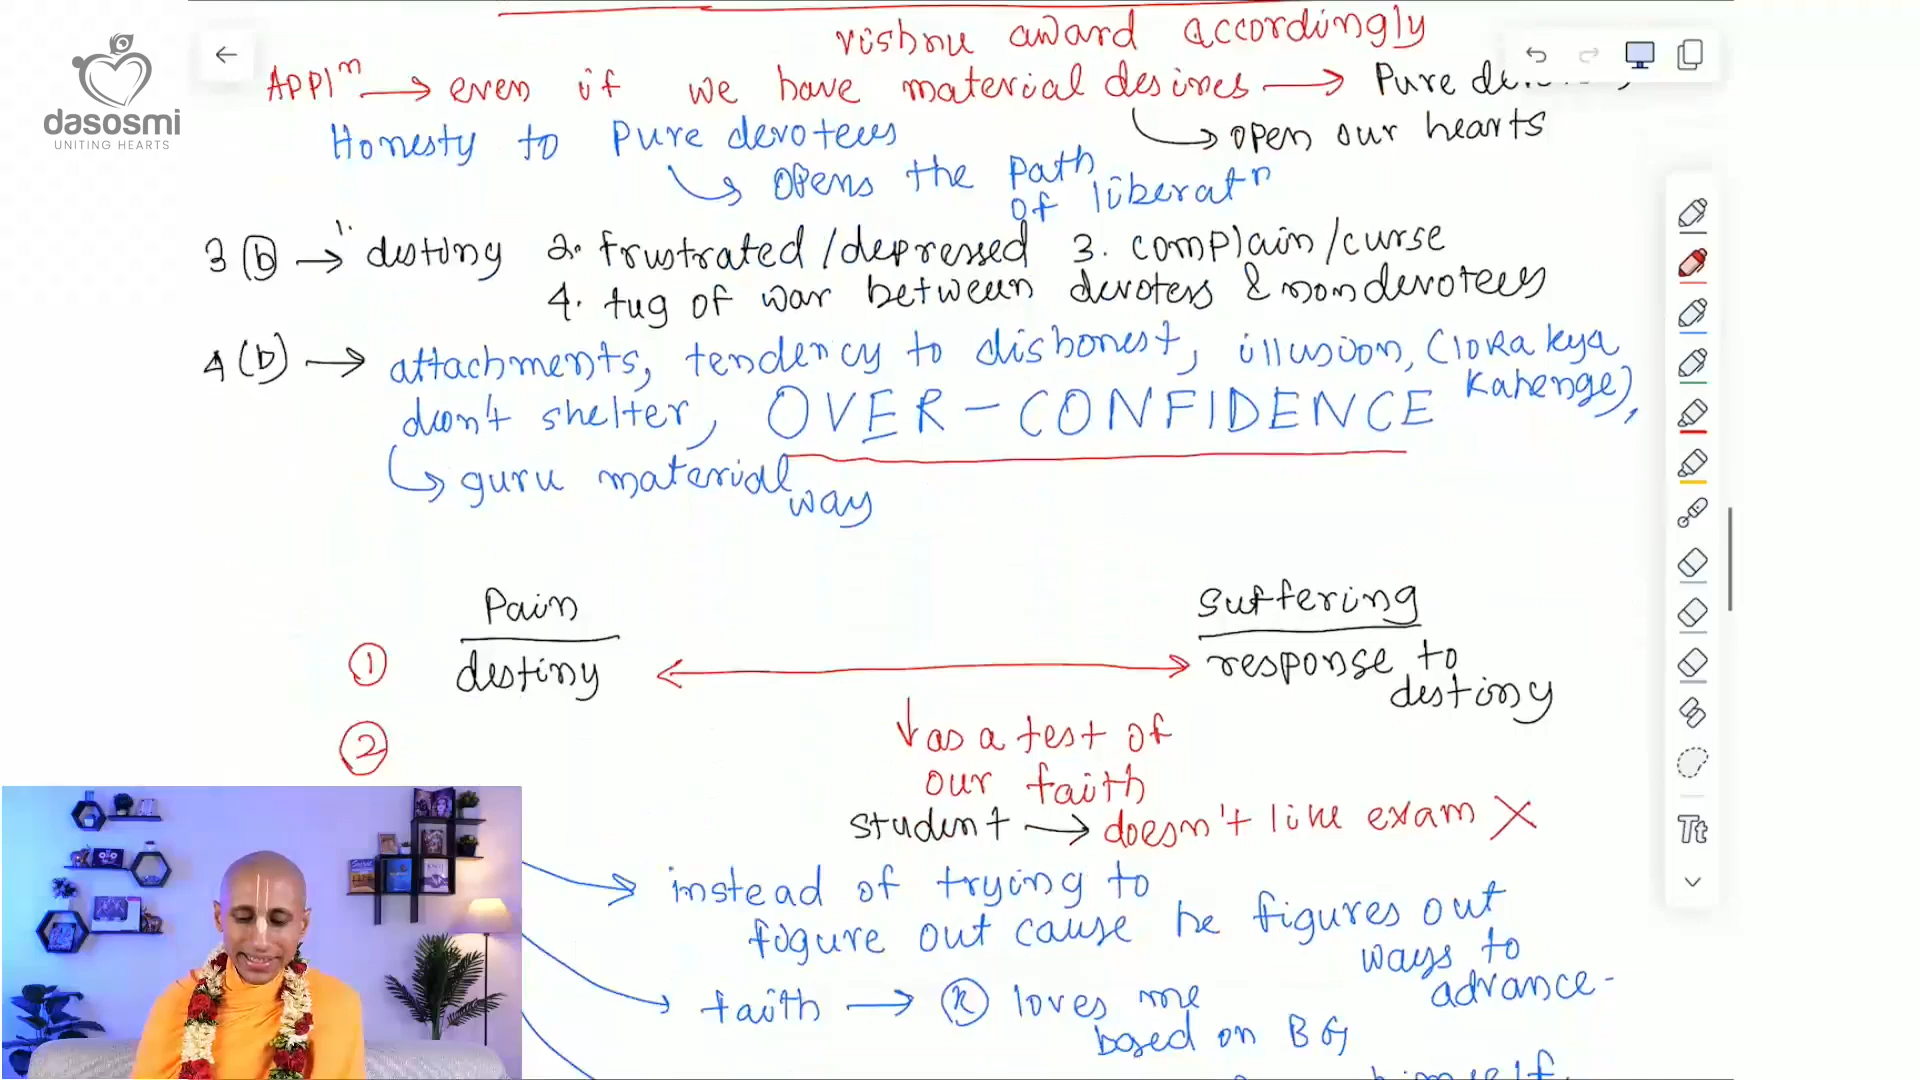 dasosmi
UNITING HEARTS
vishnu award accordingly
APPlⁿ → even if we have material desires → Pure
→ open our hearts
Honesty to Pure devotees
↳ opens the path of liberatⁿ
3 (b) → 1. destiny 2. frustrated/depressed 3. complain/curse
4. tug of war between devotees & nondevotees
4 (b) → attachments, tendency to dishonest, illusion, (loka kya kahenge),
don't shelter, OVER-CONFIDENCE
↳ guru material way
Pain
Suffering
① destiny ↔ response to destiny
②
↓ as a test of our faith
student → doesn't like exam X
→ instead of trying to
figure out cause he figures out
ways to
advance -
→ faith → (K) loves me
based on BG
himself.
Tt